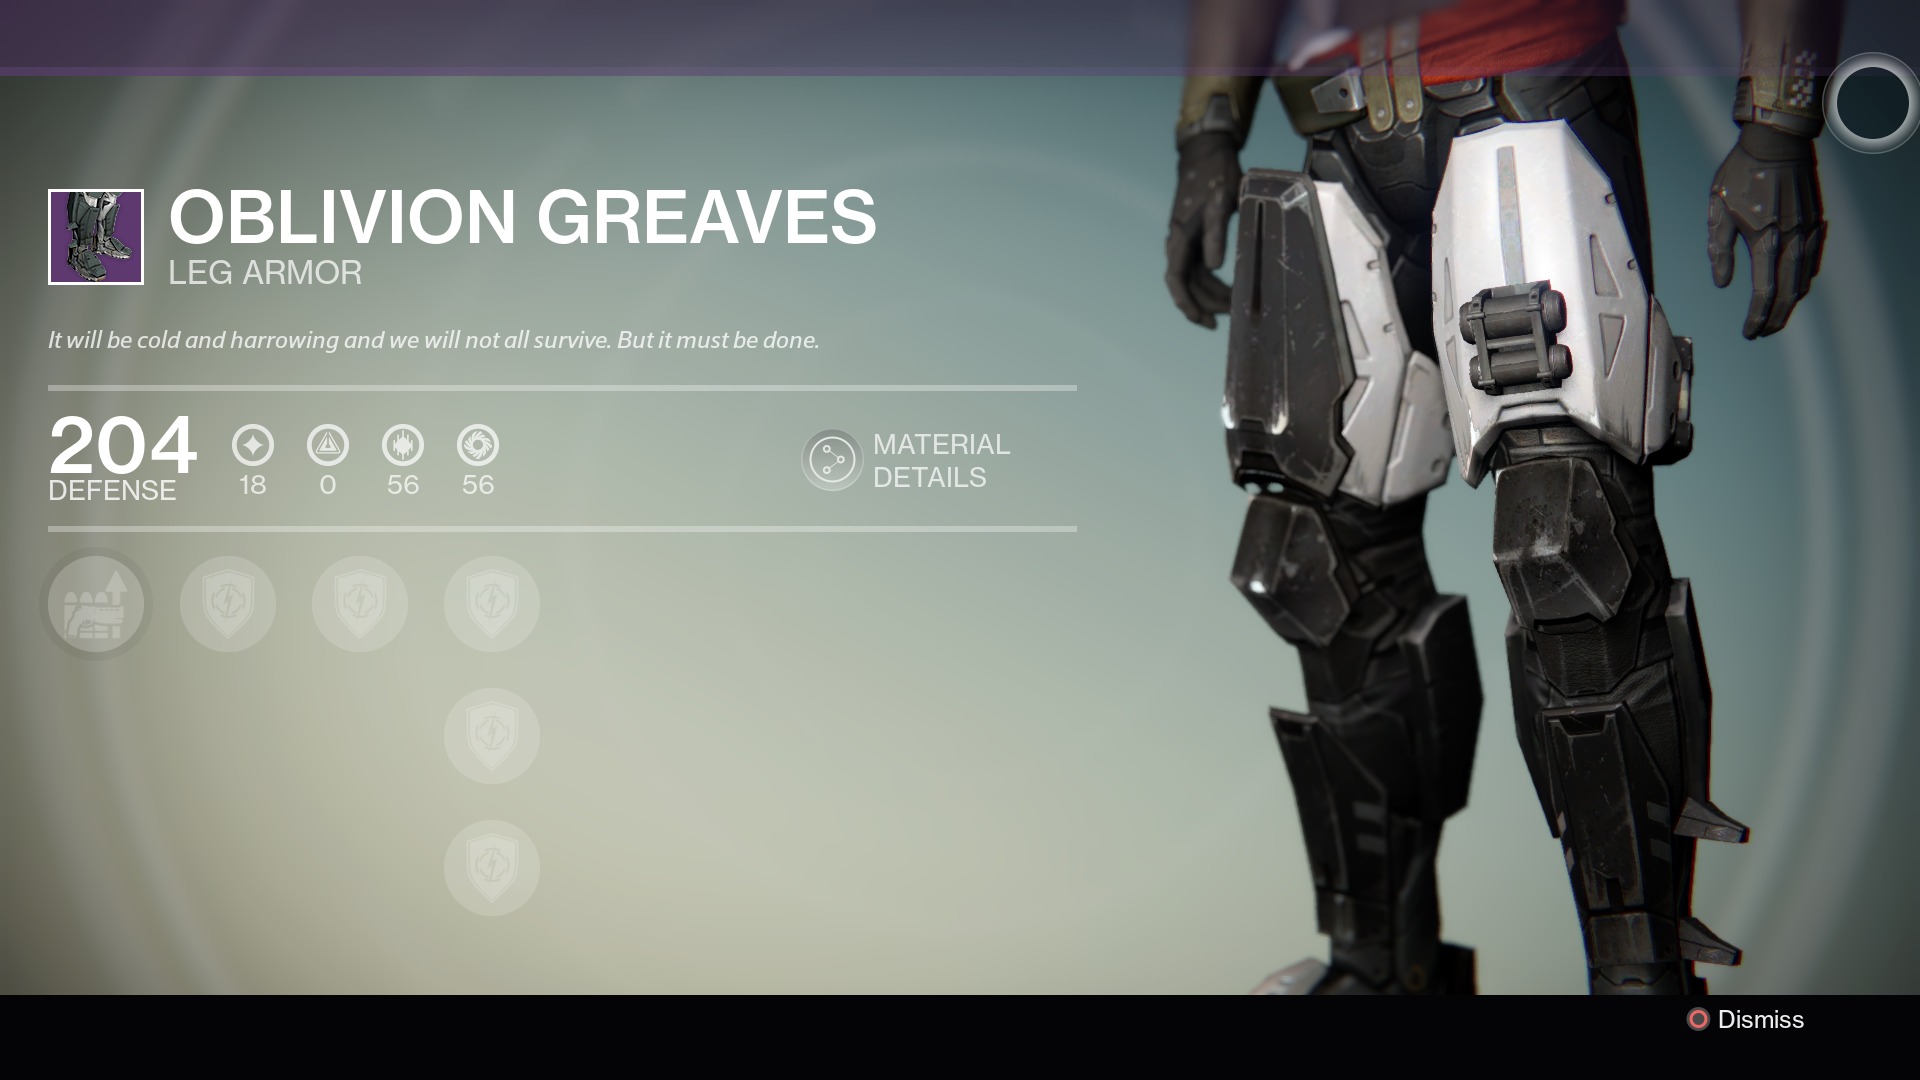 OBLIVION GREAVES
LEG ARMOR
It will be cold and harrowing and we will not all survive. But it must be done.
204
DEFENSE
18 0 56 56
MATERIAL
DETAILS
Dismiss